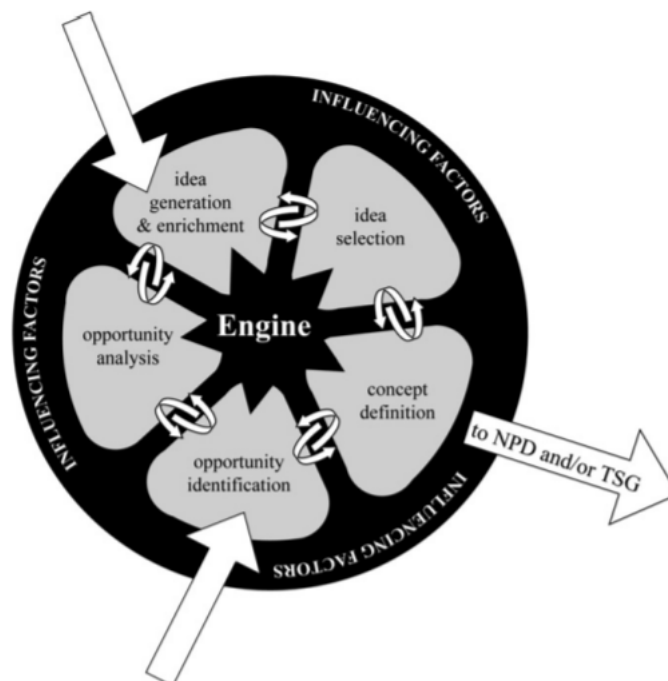 INFLUENCING FACTORS
idea
generation
& enrichment
idea
selection
INFLUENCING FACTORS
Engine
opportunity
analysis
concept
definition
to NPD and/or TSG
opportunity
identification
INFLUENCING FACTORS